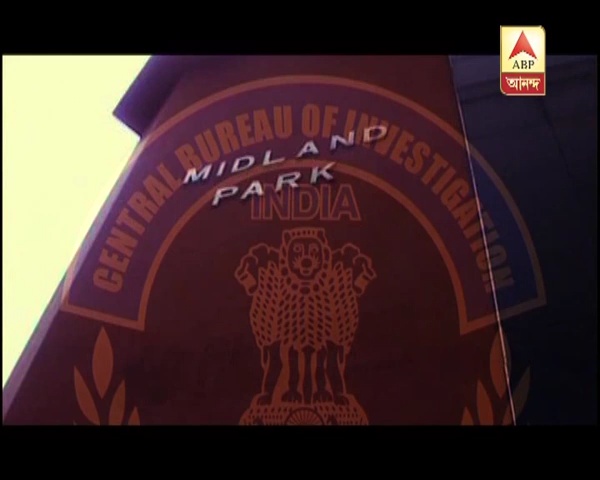 ABP
আনন্দ
CENTRAL BUREAU OF INVESTIGATION
MIDLAND
PARK
INDIA